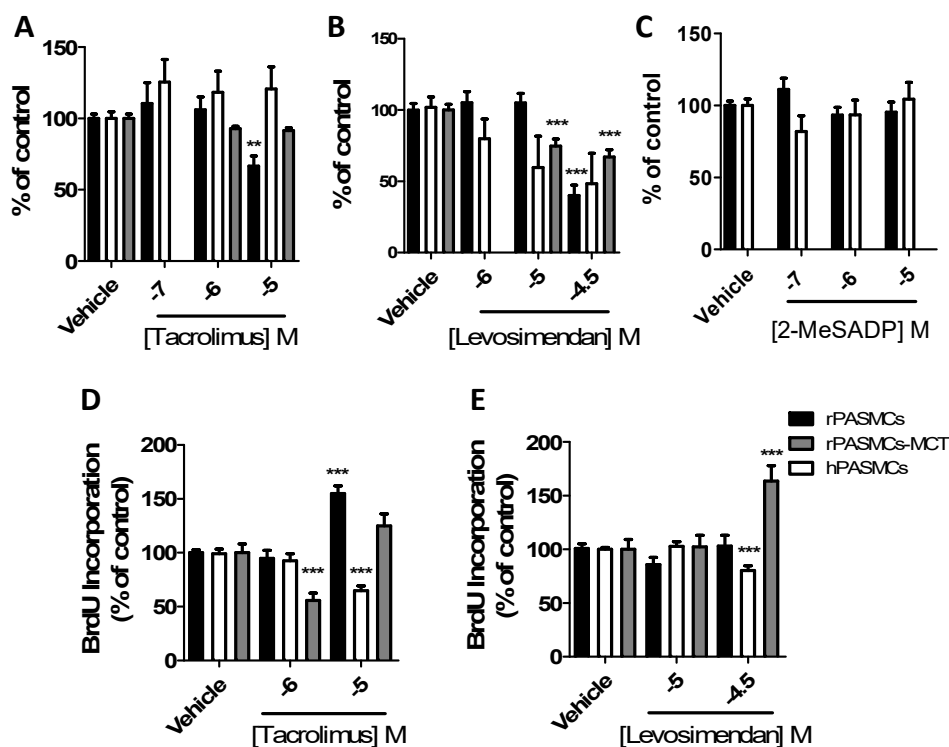 A
% of control
150
100
50
0
**
Vehicle
-7
-6
-5
[Tacrolimus] M
B
% of control
150
100
50
0
***
***
***
Vehicle
-6
-5
-4.5
[Levosimendan] M
C
% of control
150
100
50
0
Vehicle
-7
-6
-5
[2-MeSADP] M
D
BrdU Incorporation
(% of control)
200
150
100
50
0
***
***
***
Vehicle
-6
-5
[Tacrolimus] M
E
BrdU Incorporation
(% of control)
200
150
100
50
0
***
***
Vehicle
-5
-4.5
[Levosimendan] M
rPASMCs
rPASMCs-MCT
hPASMCs